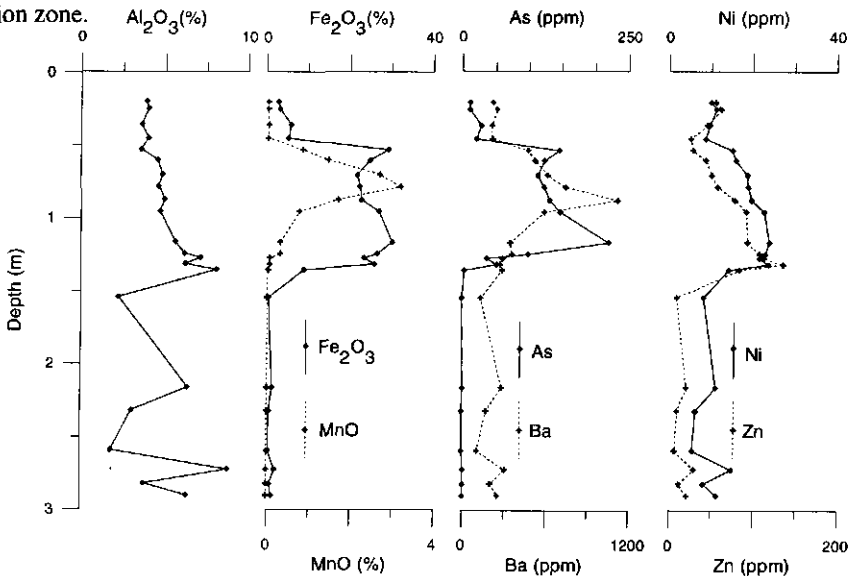 ion zone.
Al₂O₃(%) Fe₂O₃(%) As (ppm) Ni (ppm)
0 10 0 40 0 250 0 40
0
1
2
3
Depth (m)
Fe₂O₃
MnO
As
Ba
Ni
Zn
0 4 0 1200 0 200
MnO (%) Ba (ppm) Zn (ppm)